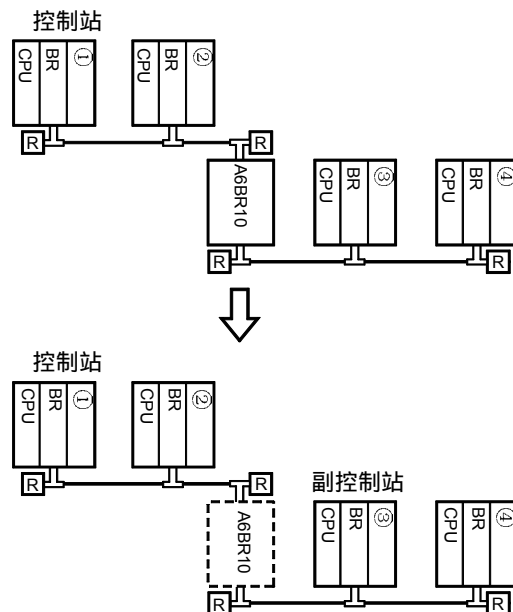 控制站
CPU BR ①
CPU BR ②
R R
A6BR10
CPU BR ③
CPU BR ④
R R
控制站
CPU BR ①
CPU BR ②
R R
副控制站
A6BR10
CPU BR ③
CPU BR ④
R R